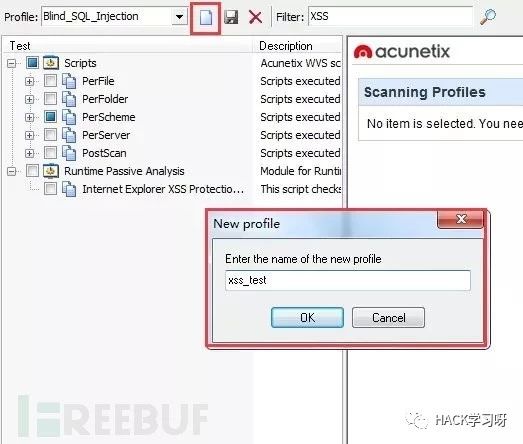 Profile: Blind_SQL_Injection Filter: XSS
Test Description
Scripts Acunetix WVS sc
PerFile Scripts executed
PerFolder Scripts executed
PerScheme Scripts executed
PerServer Scripts executed
PostScan Scripts executed
Runtime Passive Analysis Module for Runtim
Internet Explorer XSS Protectio... This script checks
acunetix
Scanning Profiles
No item is selected. You nee
New profile
Enter the name of the new profile
xss_test
OK Cancel
FREEBUF
HACK学习呀